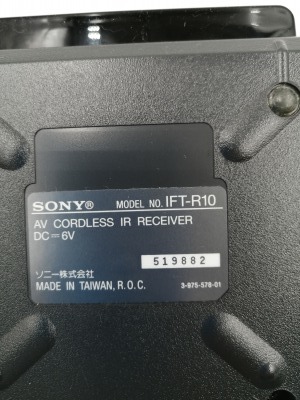 SONY® MODEL NO. IFT-R10
AV CORDLESS IR RECEIVER
DC⎓6V
519882
ソニー株式会社
MADE IN TAIWAN, R.O.C. 3-975-578-01